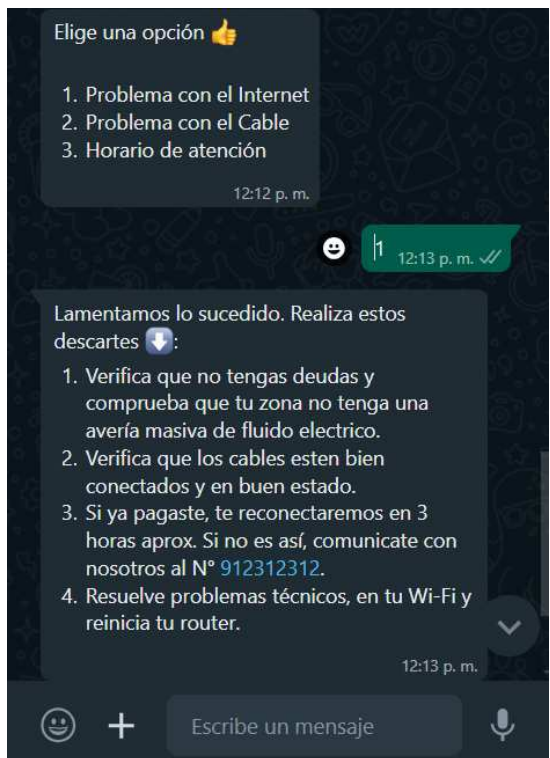 Elige una opción 👍
1. Problema con el Internet
2. Problema con el Cable
3. Horario de atención
12:12 p. m.
1
12:13 p. m.
Lamentamos lo sucedido. Realiza estos
descartes ⬇️:
1. Verifica que no tengas deudas y
comprueba que tu zona no tenga una
avería masiva de fluido electrico.
2. Verifica que los cables esten bien
conectados y en buen estado.
3. Si ya pagaste, te reconectaremos en 3
horas aprox. Si no es así, comunicate con
nosotros al N° 912312312.
4. Resuelve problemas técnicos, en tu Wi-Fi y
reinicia tu router.
12:13 p. m.
Escribe un mensaje